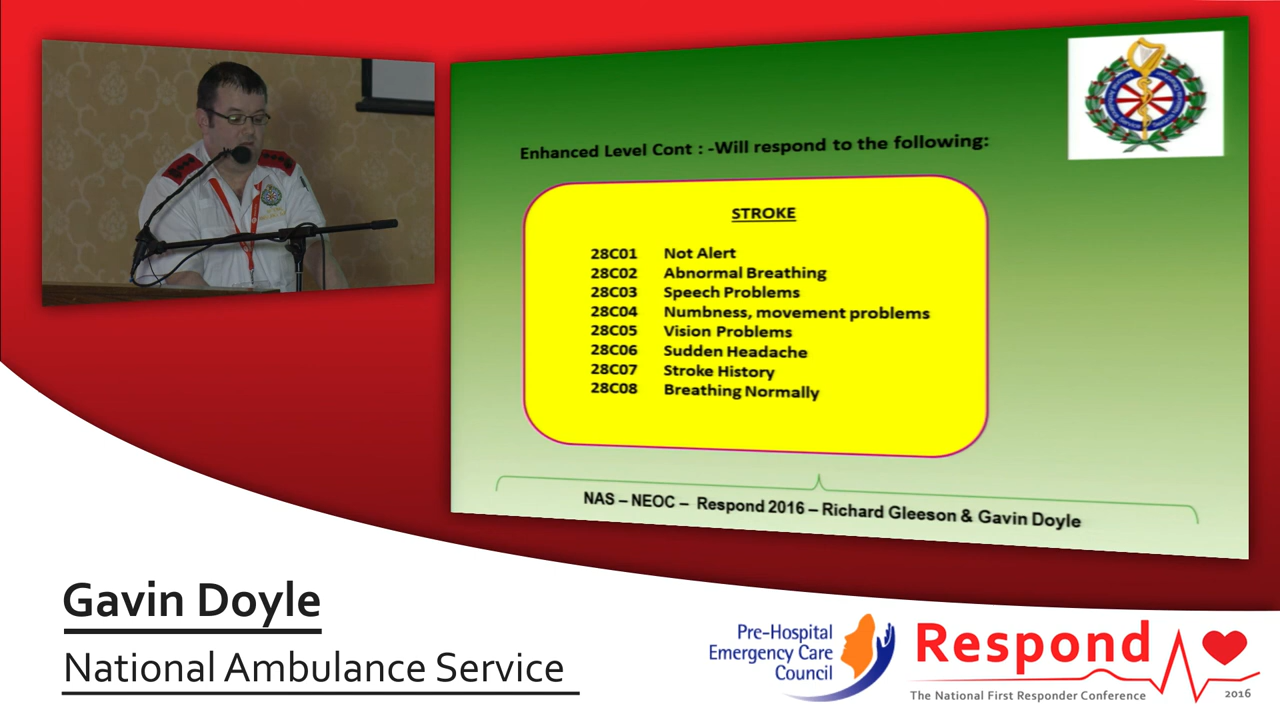 Enhanced Level Cont : -Will respond to the following:
STROKE
28C01 Not Alert
28C02 Abnormal Breathing
28C03 Speech Problems
28C04 Numbness, movement problems
28C05 Vision Problems
28C06 Sudden Headache
28C07 Stroke History
28C08 Breathing Normally
NAS – NEOC – Respond 2016 – Richard Gleeson & Gavin Doyle
Gavin Doyle
National Ambulance Service
Pre-Hospital
Emergency Care
Council
Respond
The National First Responder Conference
2016